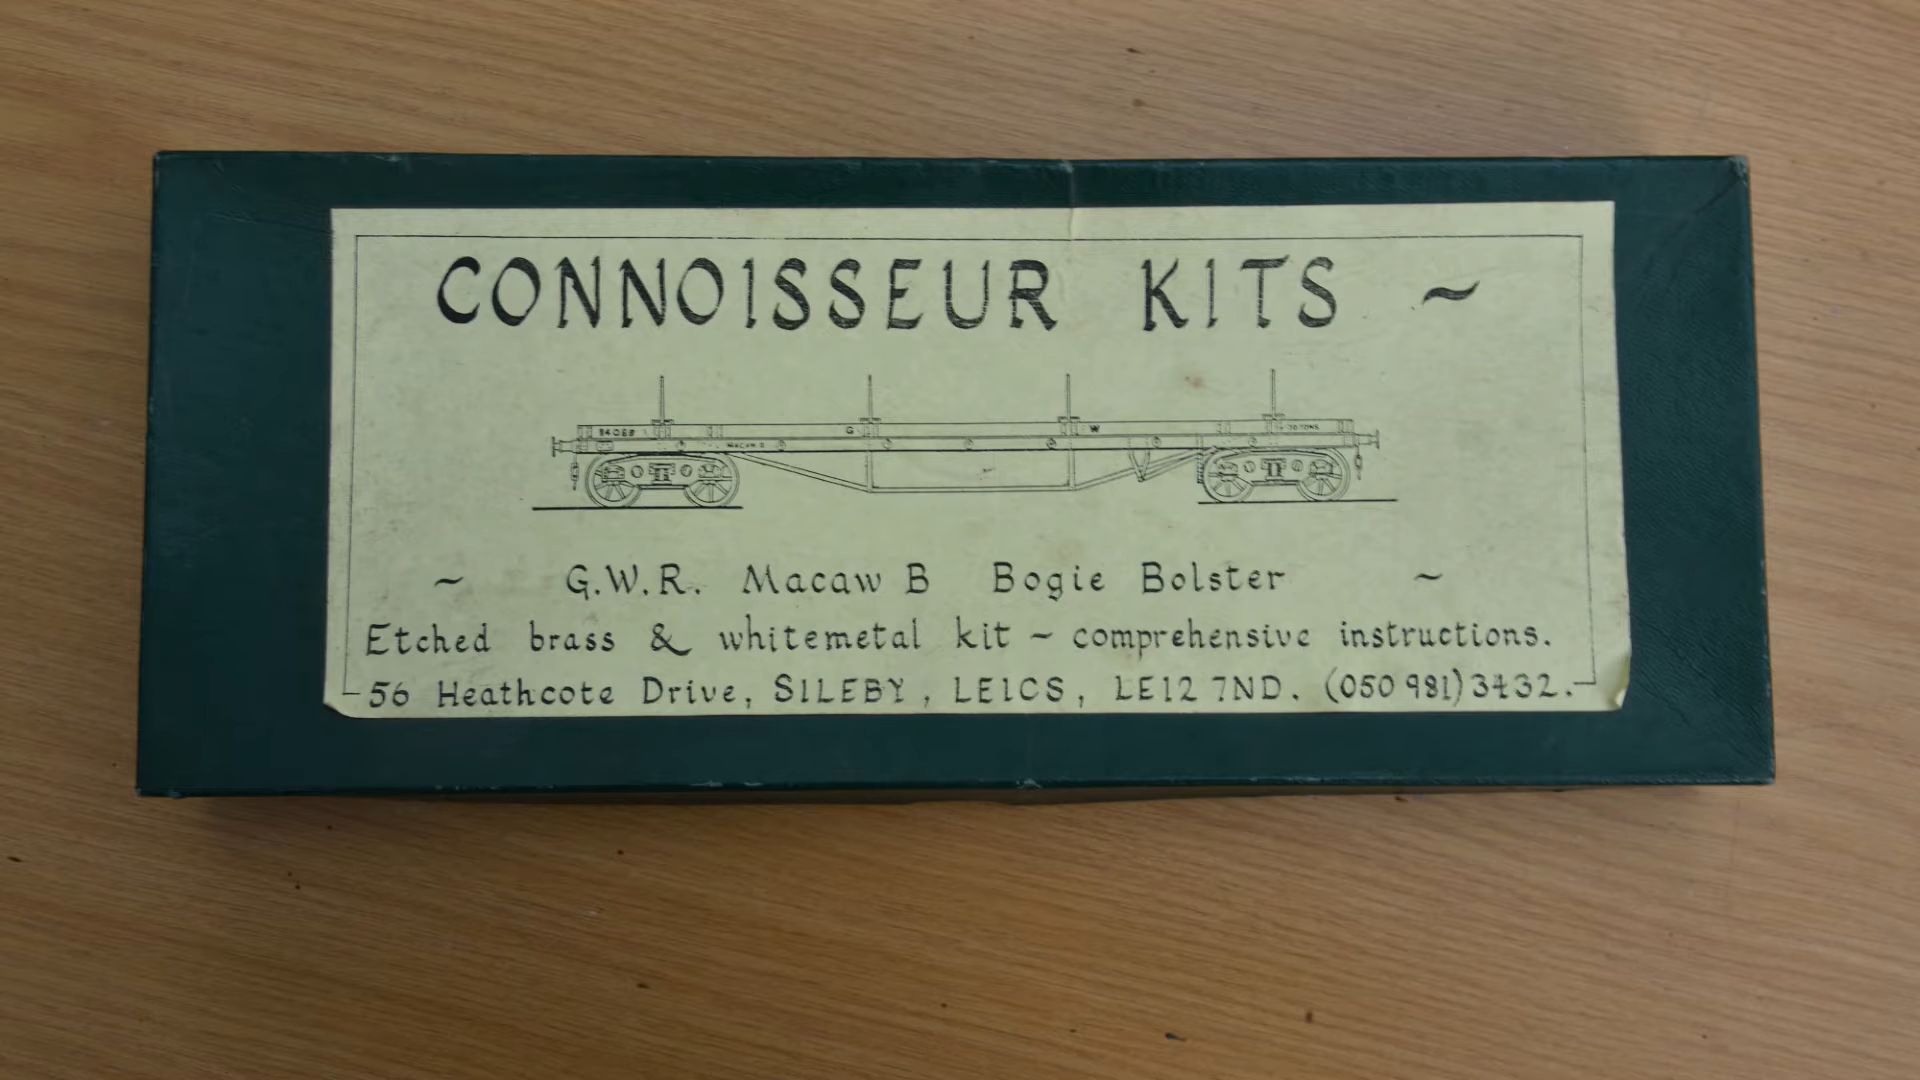 CONNOISSEUR KITS ~
G W
MACAW B
~ G.W.R. Macaw B Bogie Bolster ~
Etched brass & whitemetal kit ~ comprehensive instructions.
56 Heathcote Drive, SILEBY, LEICS, LE12 7ND. (050 981) 3432.